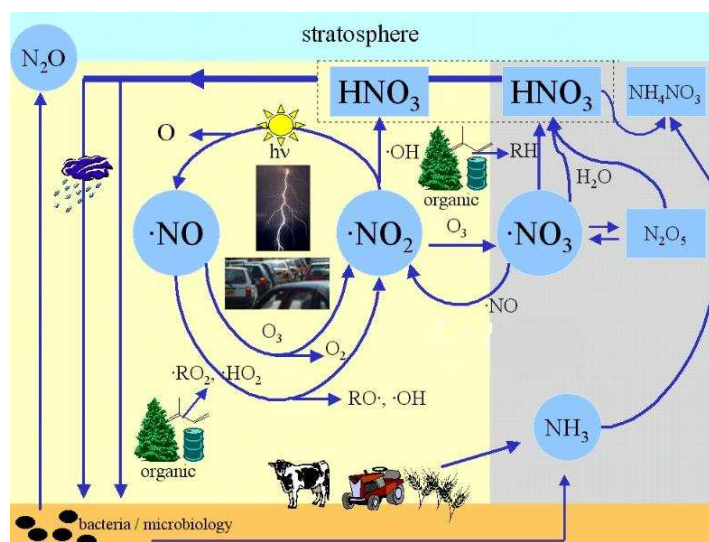 stratosphere
N₂O
HNO₃
HNO₃
NH₄NO₃
O
hν
·OH
RH
organic
H₂O
·NO
·NO₂
O₃
·NO₃
N₂O₅
·NO
O₃
O₂
·RO₂, ·HO₂
RO·, ·OH
organic
NH₃
bacteria / microbiology